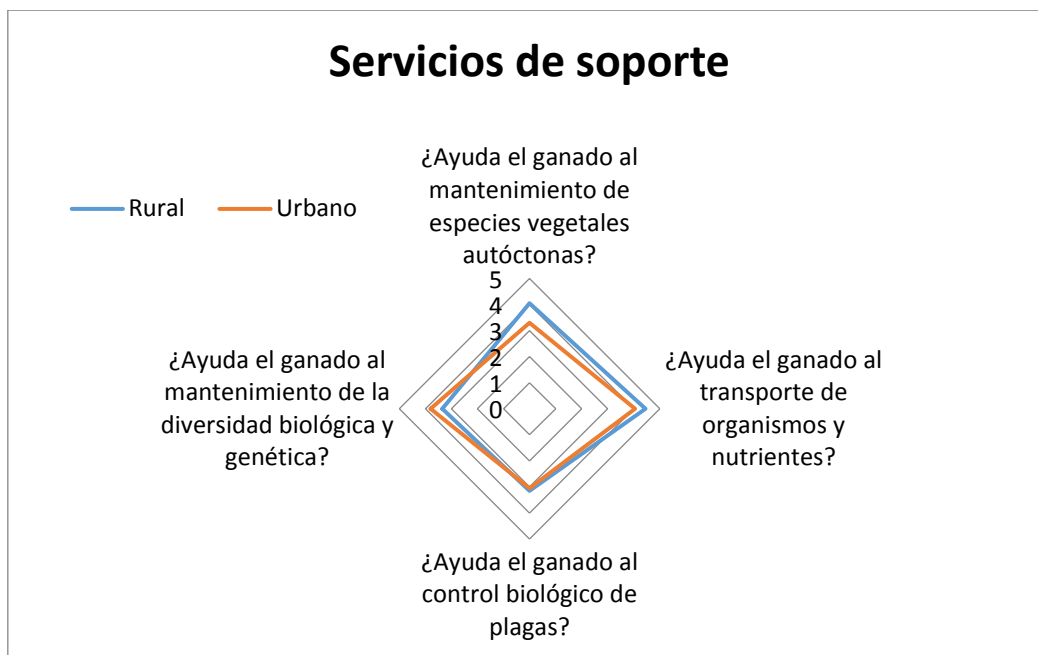 Servicios de soporte
Rural
Urbano
¿Ayuda el ganado al
mantenimiento de
especies vegetales
autóctonas?
5
4
3
2
1
0
¿Ayuda el ganado al
transporte de
organismos y
nutrientes?
¿Ayuda el ganado al
control biológico de
plagas?
¿Ayuda el ganado al
mantenimiento de la
diversidad biológica y
genética?